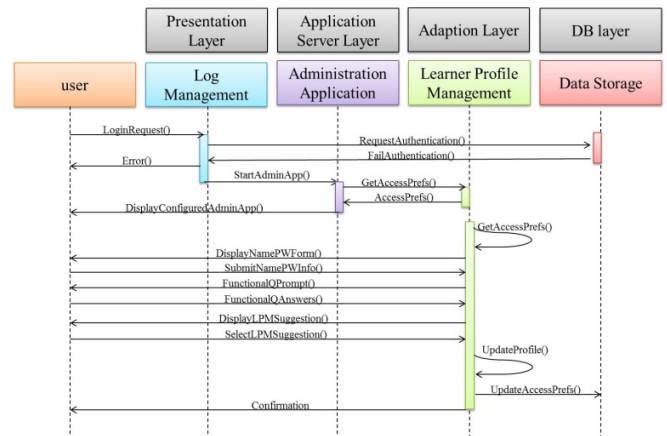 Presentation
Layer
Application
Server Layer
Adaption Layer
DB layer
user
Log
Management
Administration
Application
Learner Profile
Management
Data Storage
LoginRequest()
RequestAuthentication()
FailAuthentication()
Error()
StartAdminApp()
GetAccessPrefs()
AccessPrefs()
DisplayConfiguredAdminApp()
GetAccessPrefs()
DisplayNamePWForm()
SubmitNamePWInfo()
FunctionalQPrompt()
FunctionalQAnswers()
DisplayLPMSuggestion()
SelectLPMSuggestion()
UpdateProfile()
UpdateAccessPrefs()
Confirmation